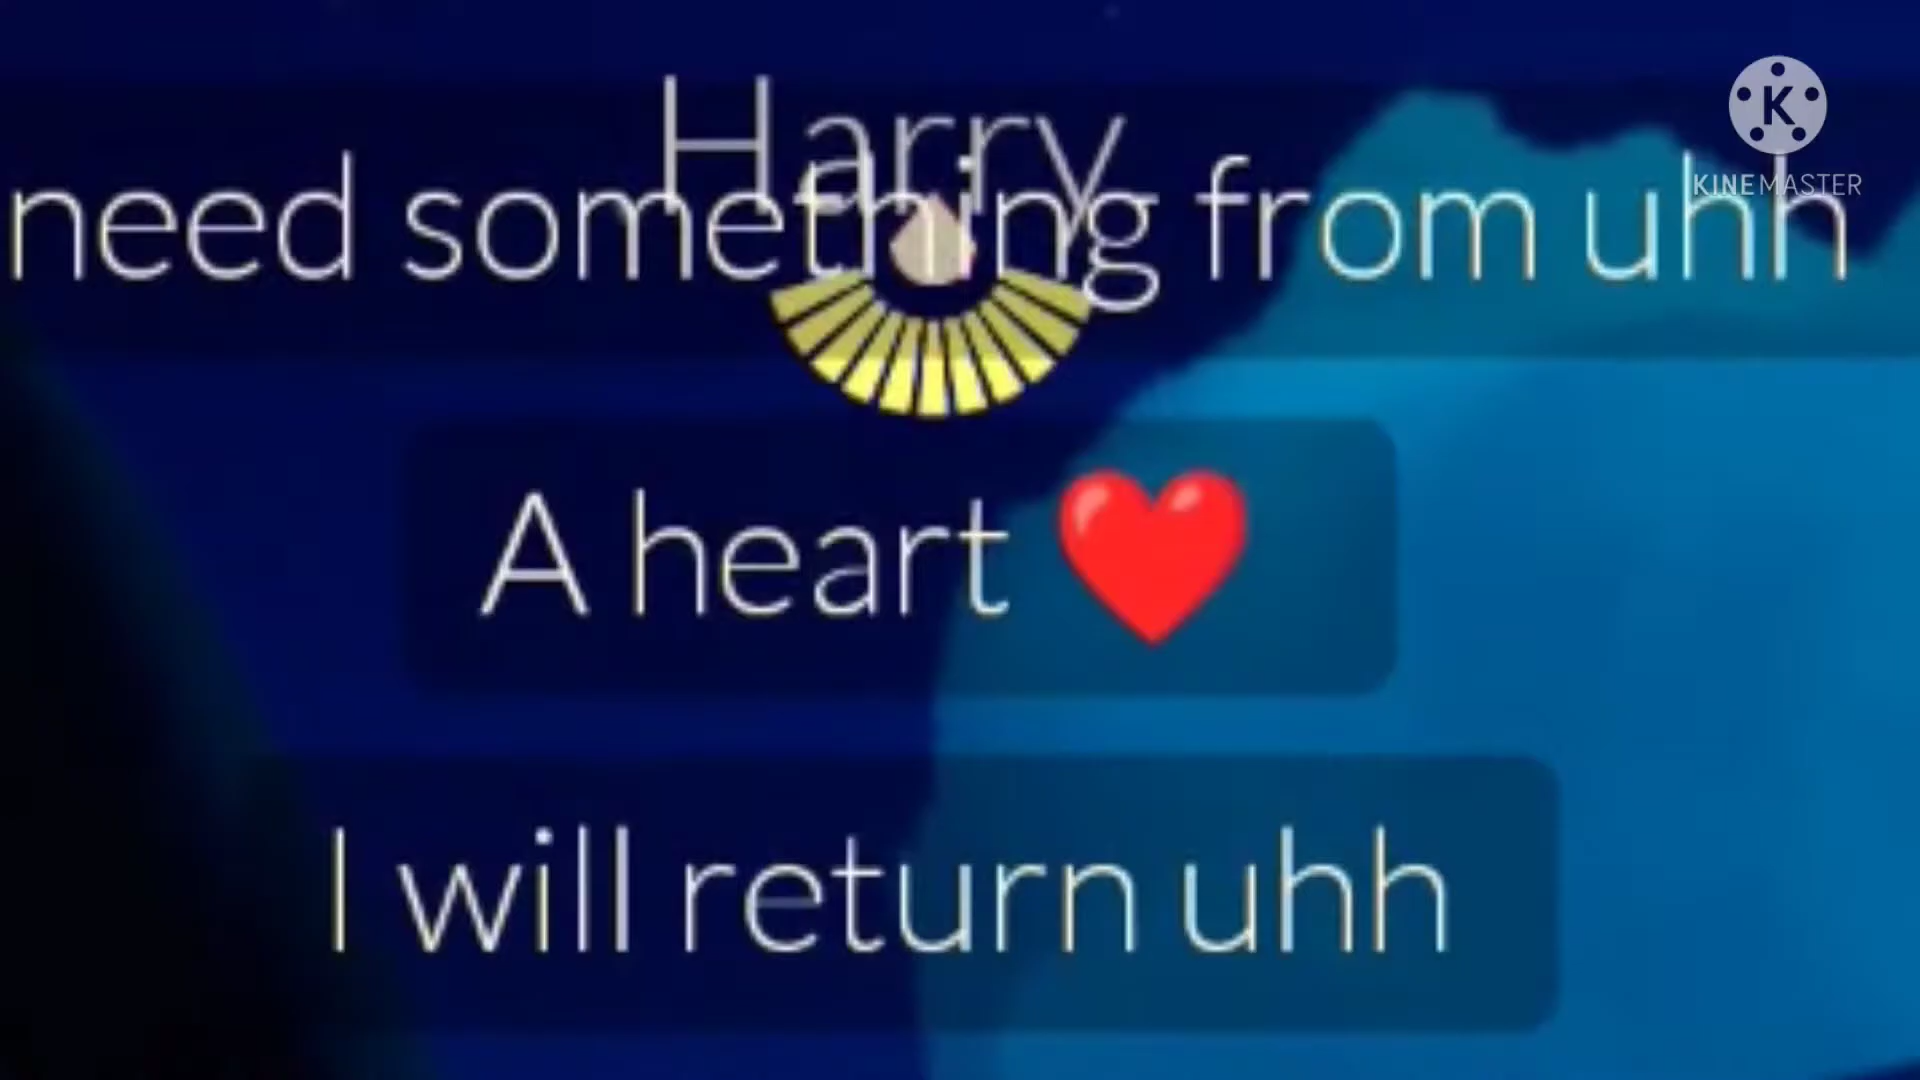 Harry
need something from uhh
A heart ❤️
I will return uhh
K
KINEMASTER